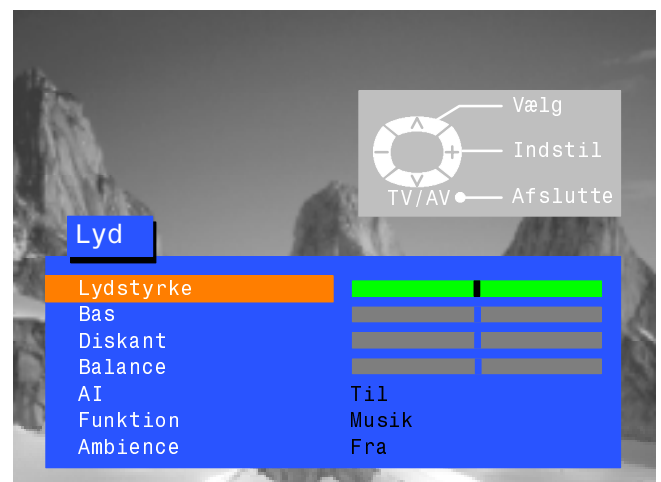 Vælg
Indstil
TV/AV Afslutte
Lyd
Lydstyrke
Bas
Diskant
Balance
AI Til
Funktion Musik
Ambience Fra